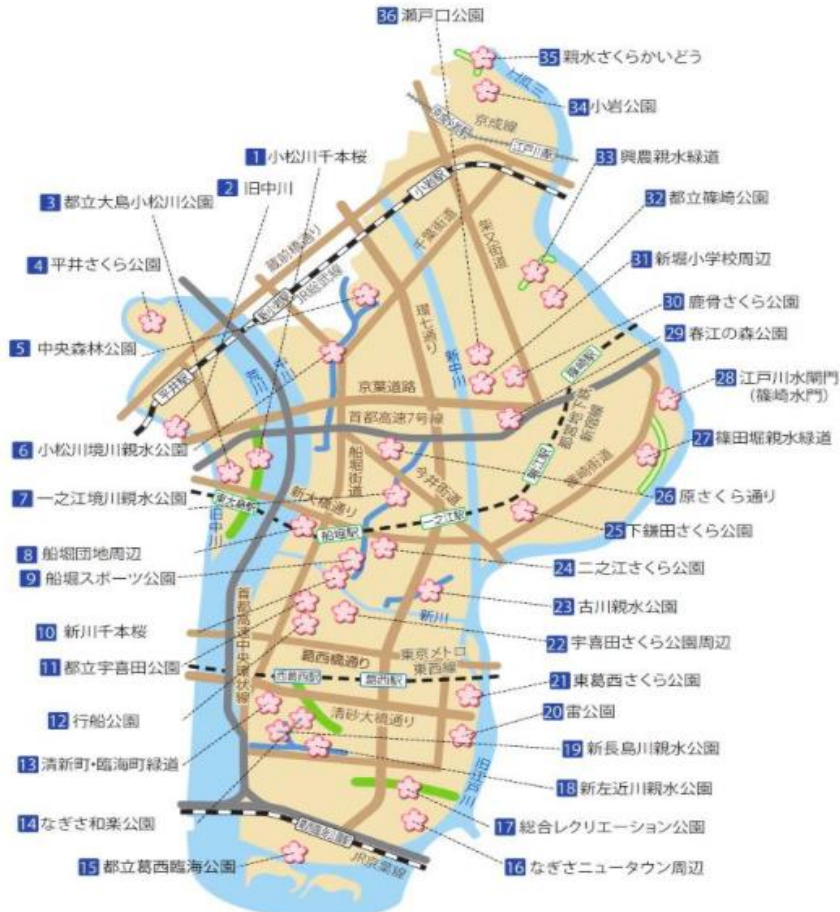 36 瀬戸口公園
35 親水さくらかいどう
34 小岩公園
京成線
江戸川駅
1 小松川千本桜
33 興農親水緑道
2 旧中川
小岩駅
32 都立篠崎公園
3 都立大島小松川公園
蔵前橋通り
千葉街道
31 新堀小学校周辺
4 平井さくら公園
JR総武線
新小岩駅
30 鹿骨さくら公園
環七通り
29 春江の森公園
5 中央森林公園
中川
荒川
新中川
篠崎駅
28 江戸川水閘門
(篠崎水門)
平井駅
京葉道路
首都高速7号線
都営地下鉄
新宿線
6 小松川境川親水公園
27 篠田堀親水緑道
船堀街道
今井街道
瑞江駅
篠崎街道
7 一之江境川親水公園
東大島駅
新大橋通り
26 原さくら通り
旧中川
船堀駅
一之江駅
25 下鎌田さくら公園
8 船堀団地周辺
24 二之江さくら公園
9 船堀スポーツ公園
新川
23 古川親水公園
10 新川千本桜
首都高速中央環状線
22 宇喜田さくら公園周辺
11 都立宇喜田公園
葛西橋通り
東京メトロ
東西線
西葛西駅
葛西駅
21 東葛西さくら公園
12 行船公園
清砂大橋通り
20 雷公園
19 新長島川親水公園
13 清新町・臨海町緑道
旧江戸川
18 新左近川親水公園
14 なぎさ和楽公園
17 総合レクリエーション公園
JR京葉線
15 都立葛西臨海公園
16 なぎさニュータウン周辺